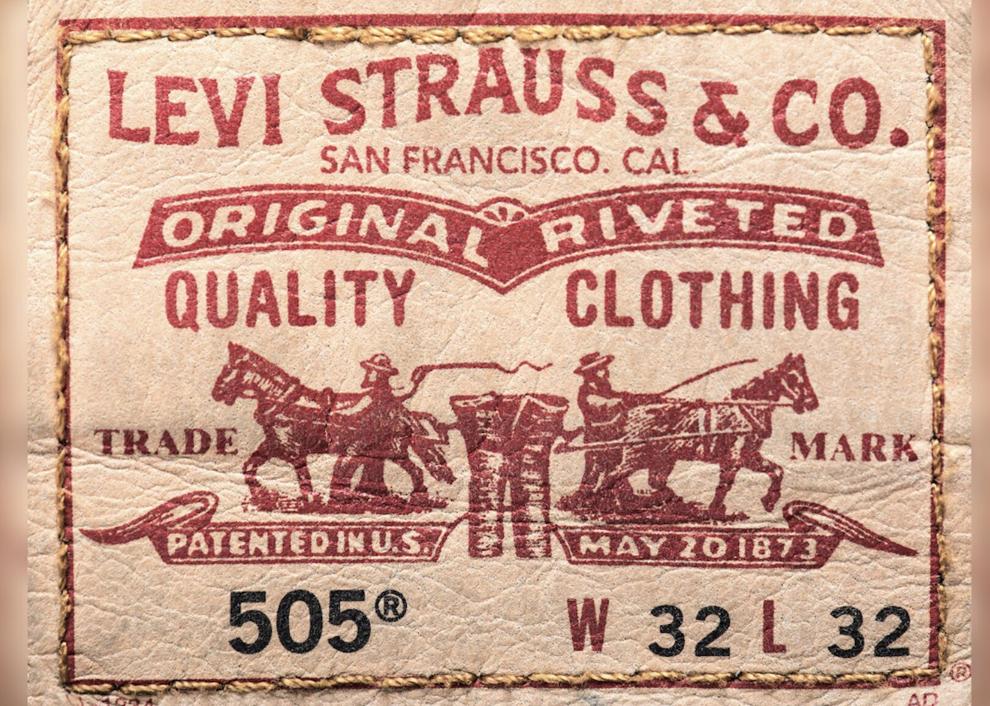 LEVI STRAUSS & CO.
SAN FRANCISCO. CAL.
ORIGINAL RIVETED
QUALITY CLOTHING
TRADE MARK
PATENTED IN U.S. MAY 20 1873
505® W 32 L 32
®